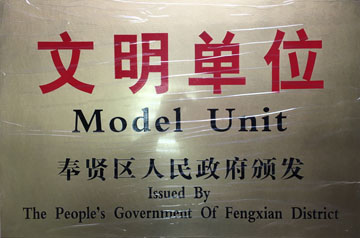 文明单位
Model Unit
奉贤区人民政府颁发
Issued By
The People's Government Of Fengxian District